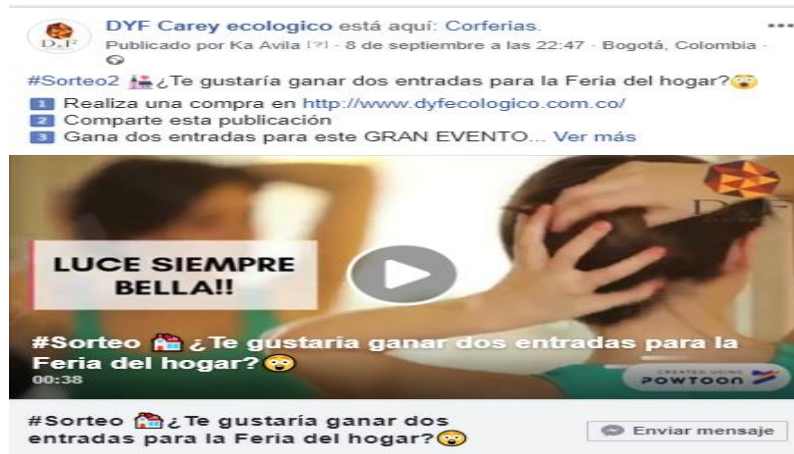 DYF Carey ecologico está aquí: Corferias.
Publicado por Ka Avila [?] · 8 de septiembre a las 22:47 · Bogotá, Colombia ·
#Sorteo2 🛋️¿Te gustaría ganar dos entradas para la Feria del hogar?😲
1 Realiza una compra en http://www.dyfecologico.com.co/
2 Comparte esta publicación
3 Gana dos entradas para este GRAN EVENTO... Ver más
D&F
LUCE SIEMPRE
BELLA!!
#Sorteo 🏠¿Te gustaría ganar dos entradas para la
Feria del hogar?😲
00:38
CREATED USING
POWTOON
#Sorteo 🏠¿Te gustaría ganar dos
entradas para la Feria del hogar?😲
Enviar mensaje